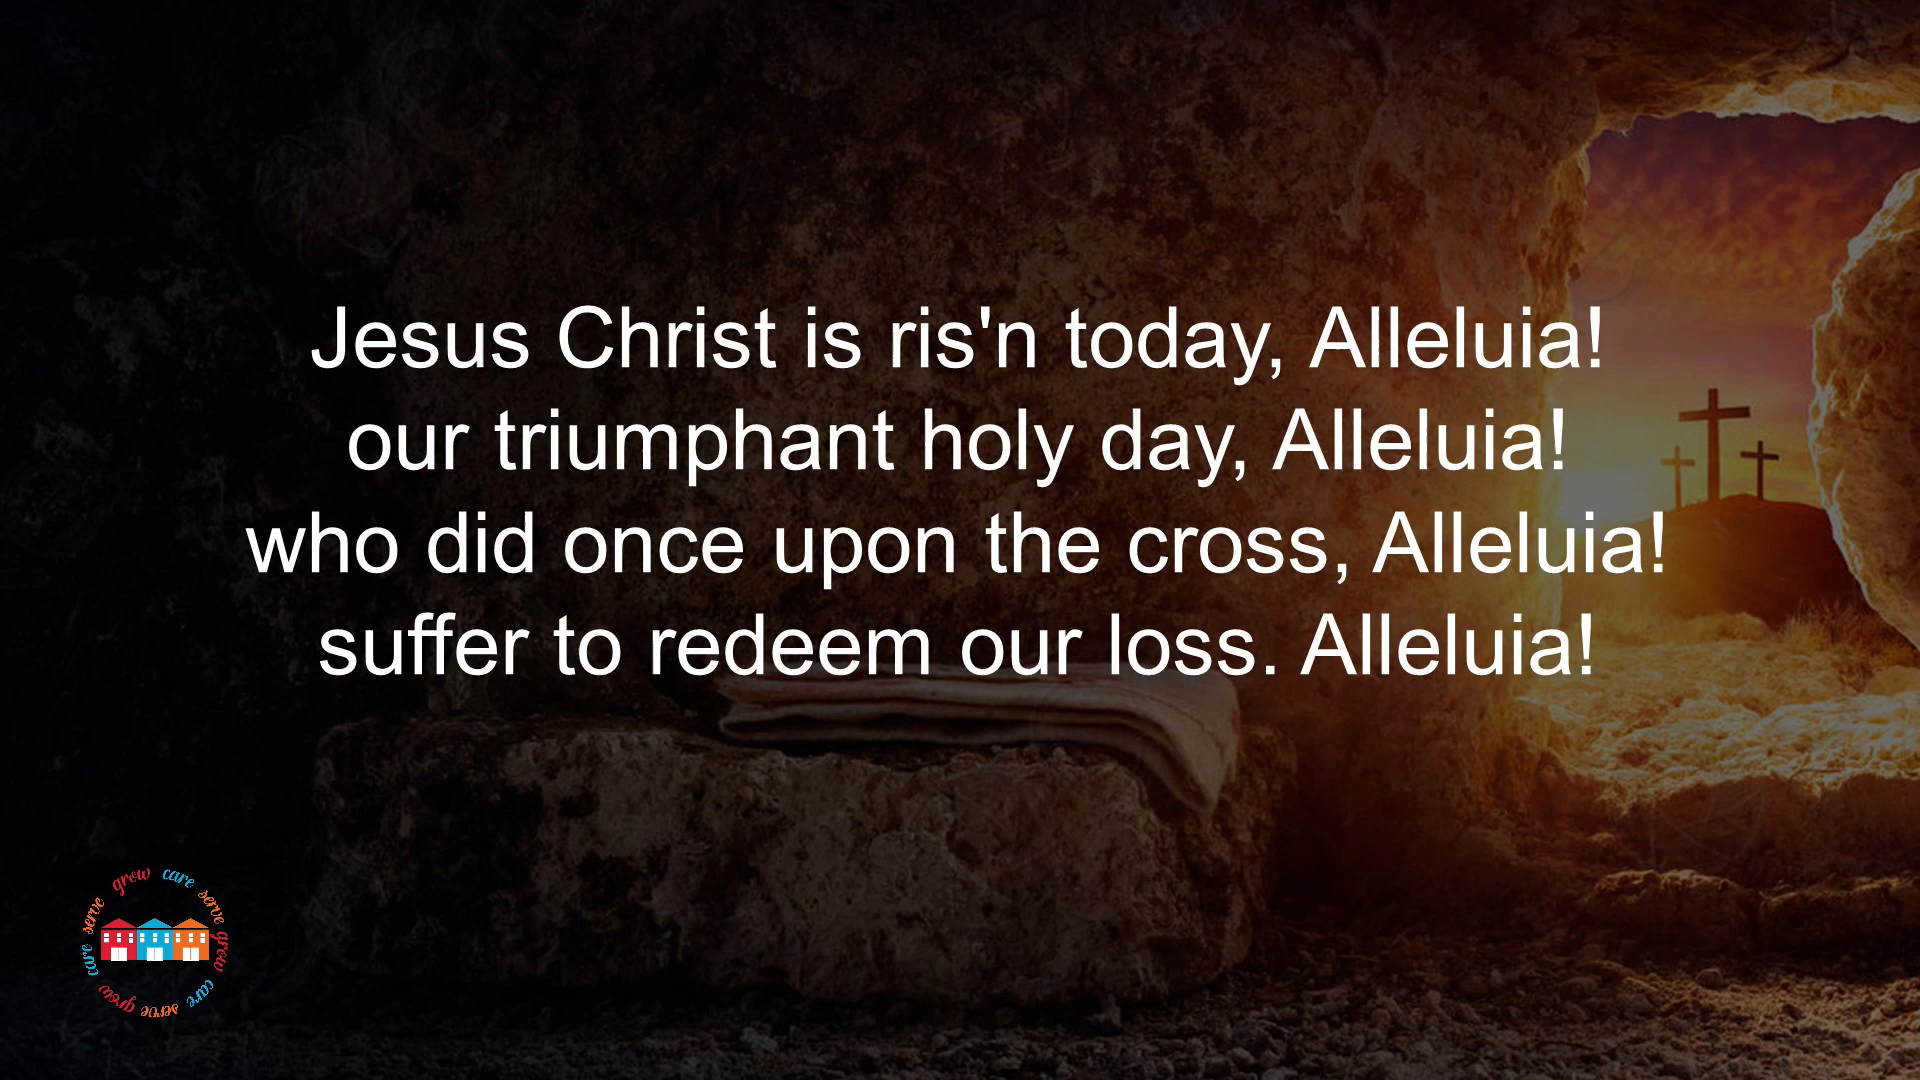 Jesus Christ is ris'n today, Alleluia!
our triumphant holy day, Alleluia!
who did once upon the cross, Alleluia!
suffer to redeem our loss. Alleluia!
grow care serve grow care serve grow care serve